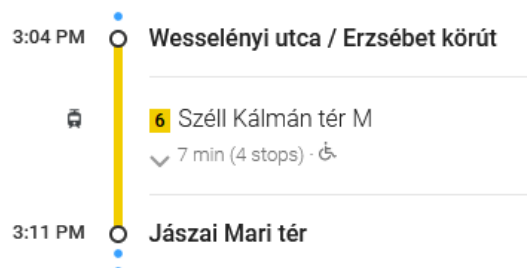 3:04 PM Wesselényi utca / Erzsébet körút
6 Széll Kálmán tér M
7 min (4 stops) ·
3:11 PM Jászai Mari tér